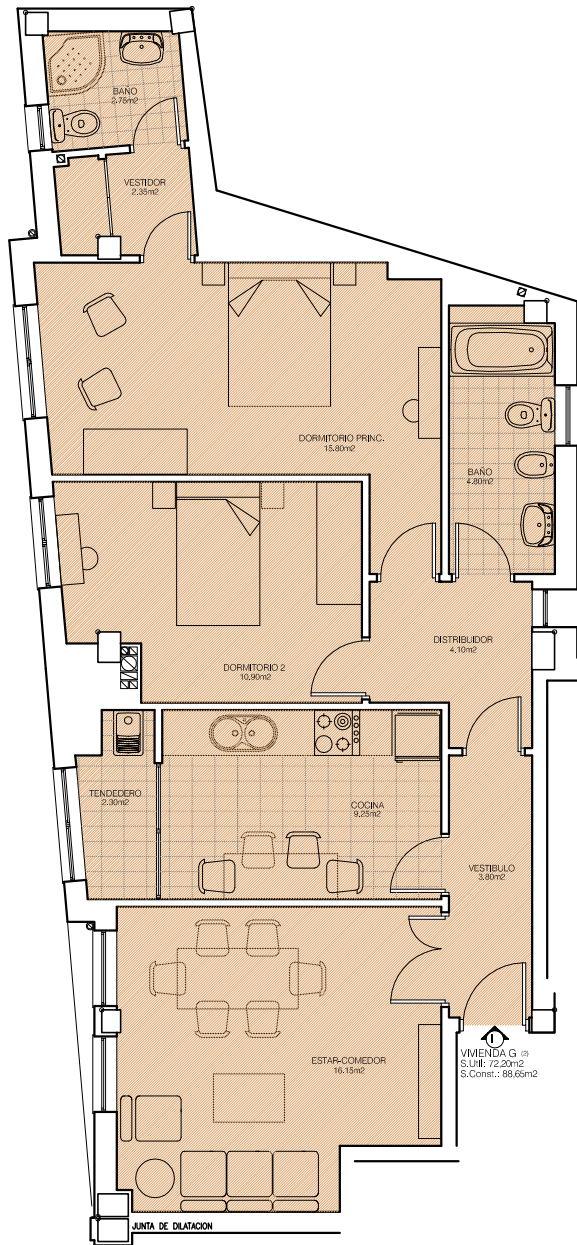 BAÑO
2.75m2
VESTIDOR
2.35m2
DORMITORIO PRINC.
15.80m2
BAÑO
4.80m2
DISTRIBUIDOR
4.10m2
DORMITORIO 2
10.90m2
TENDEDERO
2.30m2
COCINA
9.25m2
VESTIBULO
3.80m2
ESTAR-COMEDOR
16.15m2
VIVIENDA G (2)
S.Util: 72,20m2
S.Const.: 88,65m2
JUNTA DE DILATACION